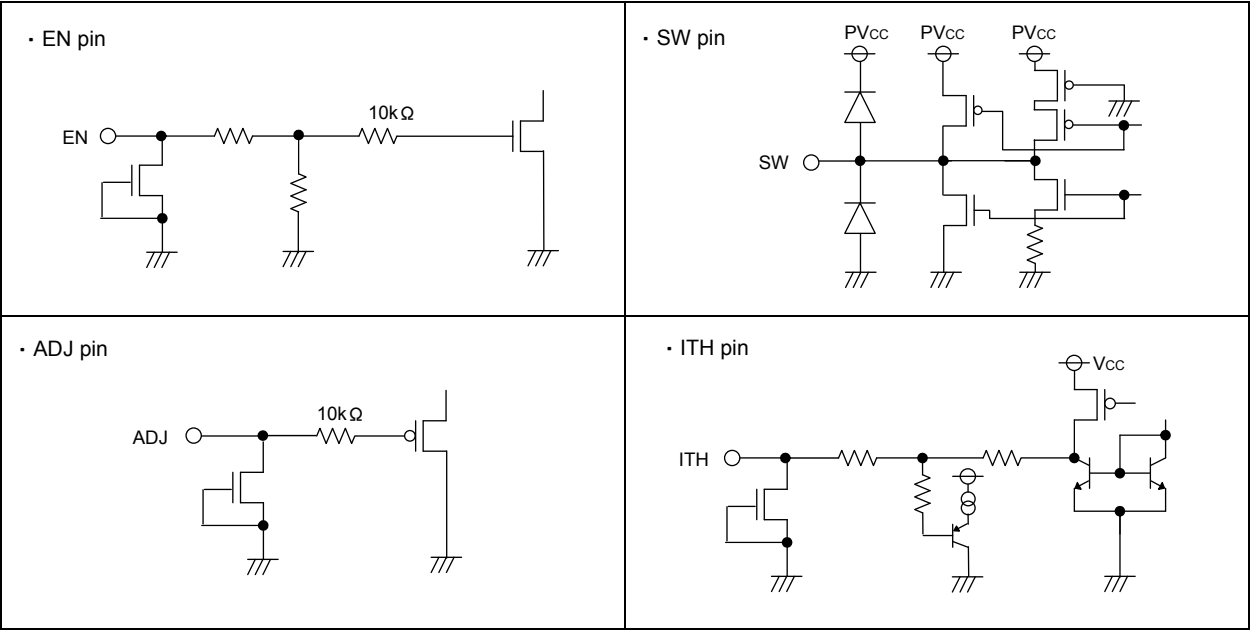 ・EN pin
EN
10kΩ
・SW pin
PVCC PVCC PVCC
SW
・ADJ pin
ADJ
10kΩ
・ITH pin
VCC
ITH